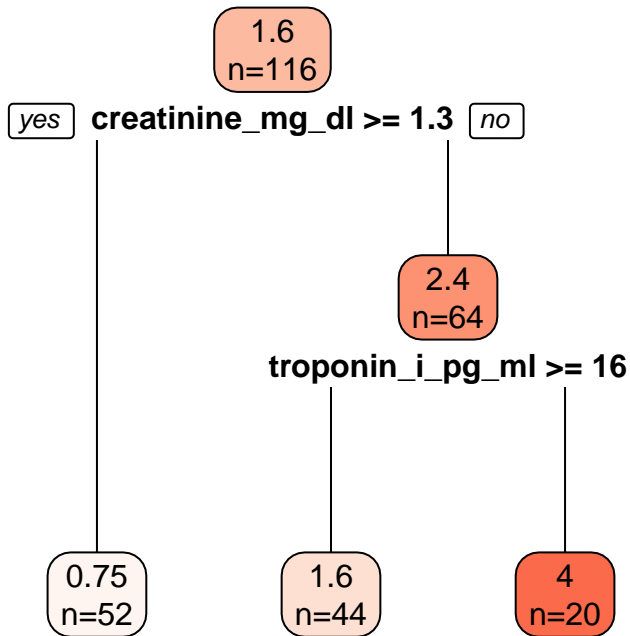 1.6
n=116
yes creatinine_mg_dl >= 1.3 no
2.4
n=64
troponin_i_pg_ml >= 16
0.75
n=52
1.6
n=44
4
n=20